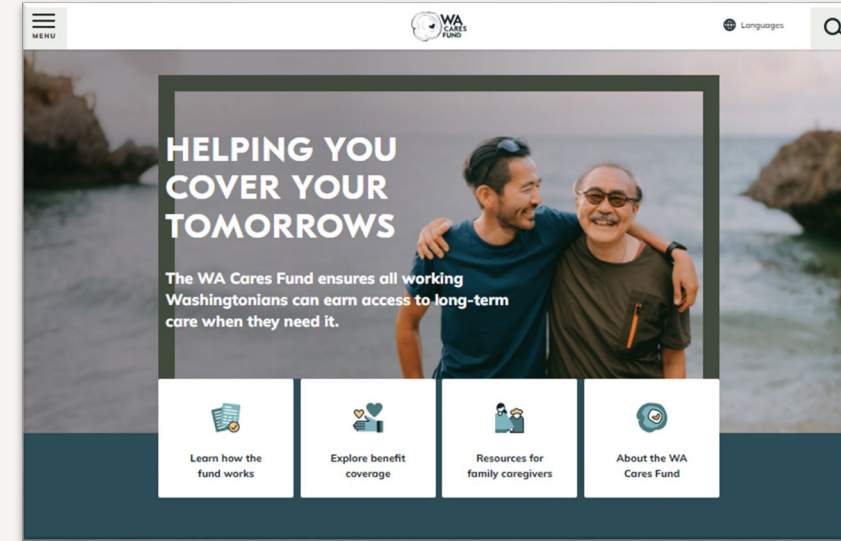 MENU
WA
CARES
FUND
Languages
HELPING YOU
COVER YOUR
TOMORROWS
The WA Cares Fund ensures all working
Washingtonians can earn access to long-term
care when they need it.
Learn how the
fund works
Explore benefit
coverage
Resources for
family caregivers
About the WA
Cares Fund